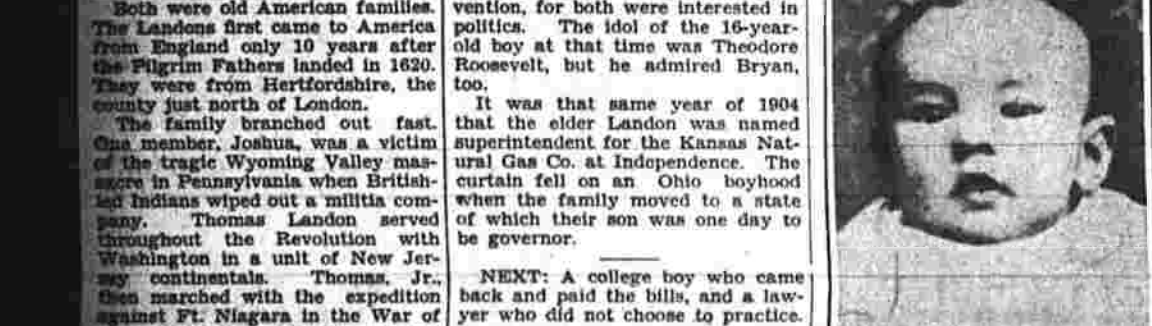 Both were old American families.
The Landons first came to America
from England only 10 years after
the Pilgrim Fathers landed in 1620.
They were from Hertfordshire, the
county just north of London.
The family branched out fast.
One member, Joshua, was a victim
of the tragic Wyoming Valley mas-
sacre in Pennsylvania when British-
led Indians wiped out a militia com-
pany. Thomas Landon served
throughout the Revolution with
Washington in a unit of New Jer-
sey continentals. Thomas, Jr.,
then marched with the expedition
against Ft. Niagara in the War of
vention, for both were interested in
politics. The idol of the 16-year-
old boy at that time was Theodore
Roosevelt, but he admired Bryan,
too.
It was that same year of 1904
that the elder Landon was named
superintendent for the Kansas Nat-
ural Gas Co. at Independence. The
curtain fell on an Ohio boyhood
when the family moved to a state
of which their son was one day to
be governor.
NEXT: A college boy who came
back and paid the bills, and a law-
yer who did not choose to practice.